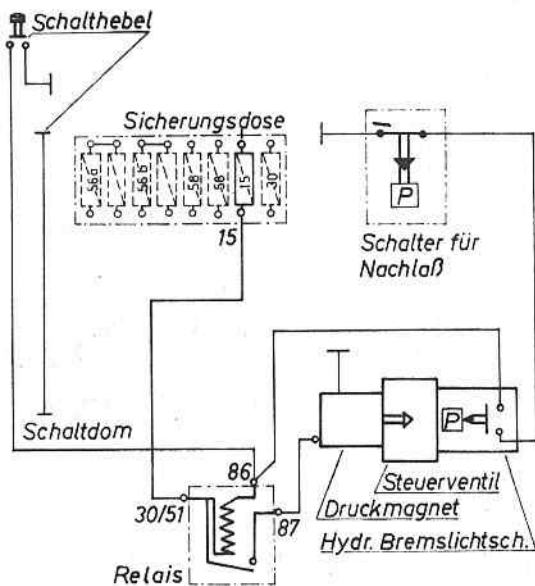 Schalthebel
Sicherungsdose
56a
56 b
58
58
15
30
15
P
Schalter für
Nachlaß
P
Schaltdom
86
30/51
87
Steuerventil
Druckmagnet
Hydr. Bremslichtsch.
Relais